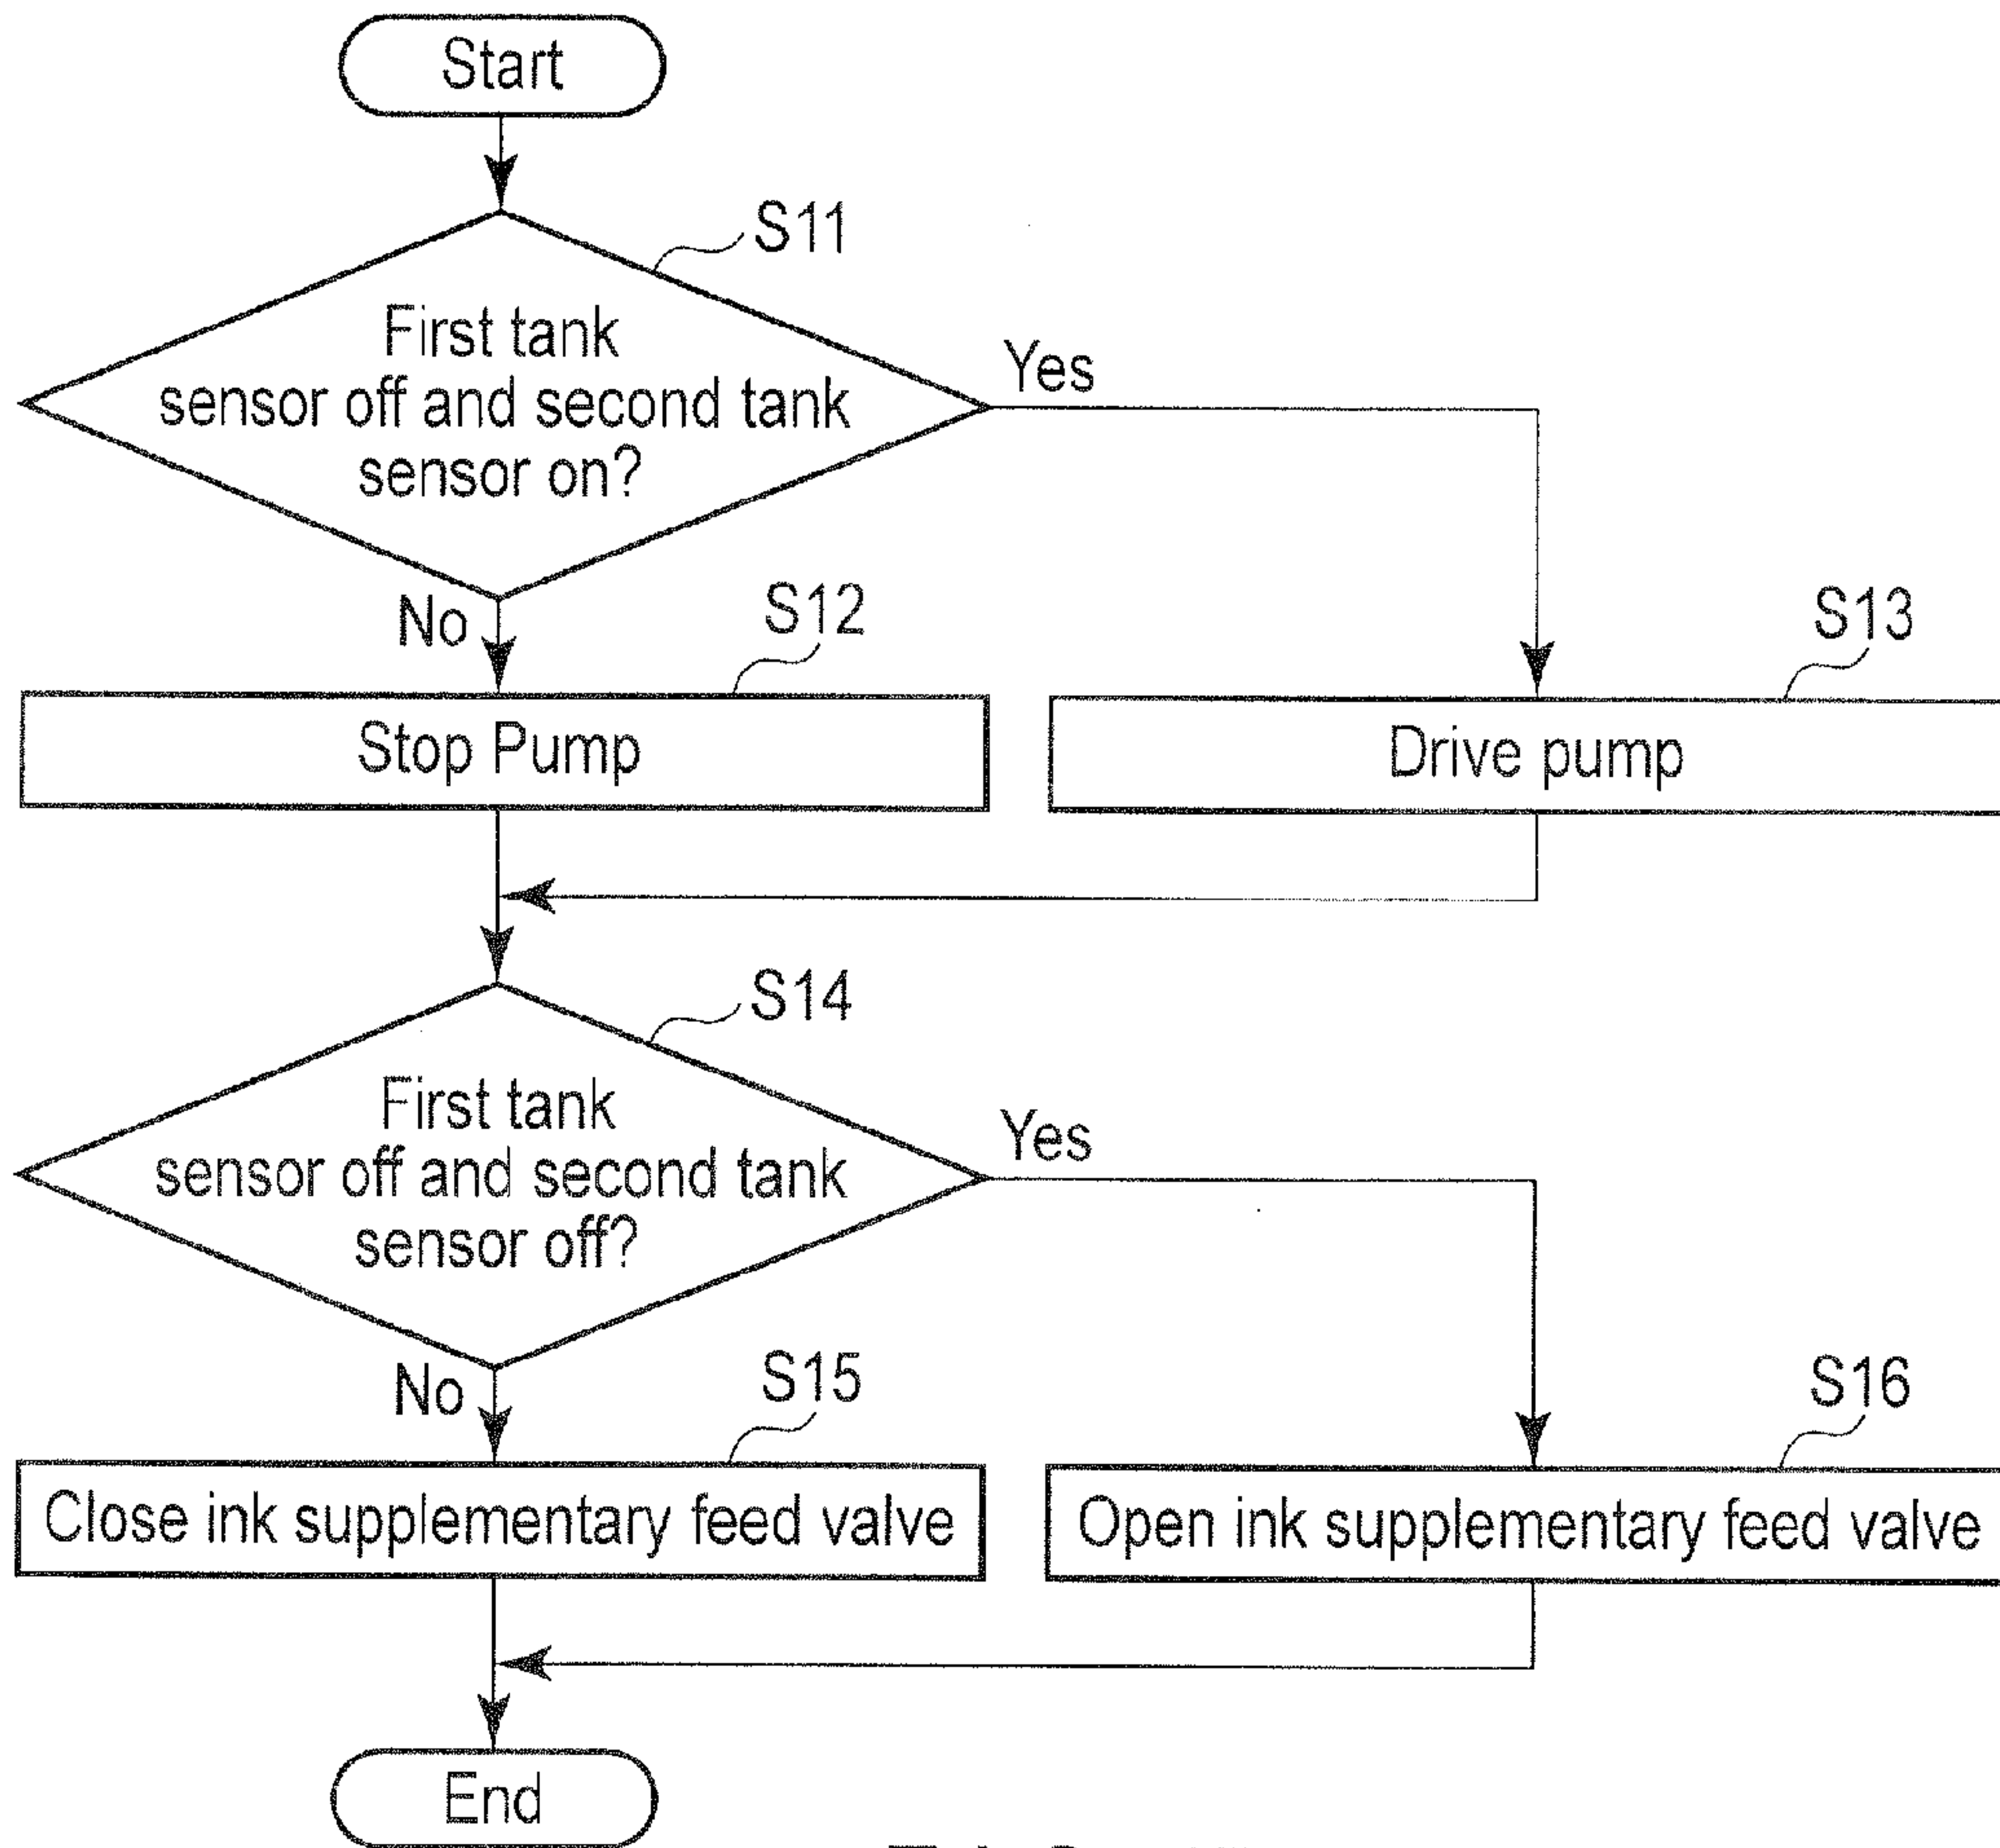 Start
S11
First tank
sensor off and second tank
sensor on?
Yes
No
S12
S13
Stop Pump
Drive pump
S14
First tank
sensor off and second tank
sensor off?
Yes
No
S15
S16
Close ink supplementary feed valve
Open ink supplementary feed valve
End